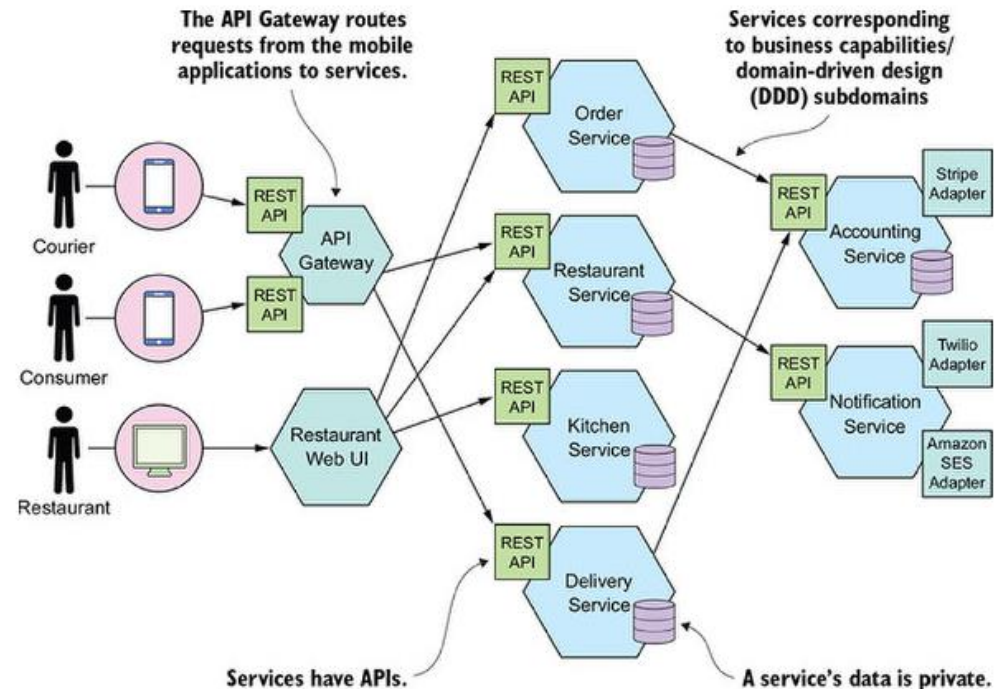 The API Gateway routes
requests from the mobile
applications to services.
Services corresponding
to business capabilities/
domain-driven design
(DDD) subdomains
Courier
Consumer
Restaurant
REST
API
REST
API
API
Gateway
Restaurant
Web UI
REST
API
Order
Service
REST
API
Restaurant
Service
REST
API
Kitchen
Service
REST
API
Delivery
Service
REST
API
Accounting
Service
Stripe
Adapter
REST
API
Notification
Service
Twilio
Adapter
Amazon
SES
Adapter
Services have APIs.
A service's data is private.